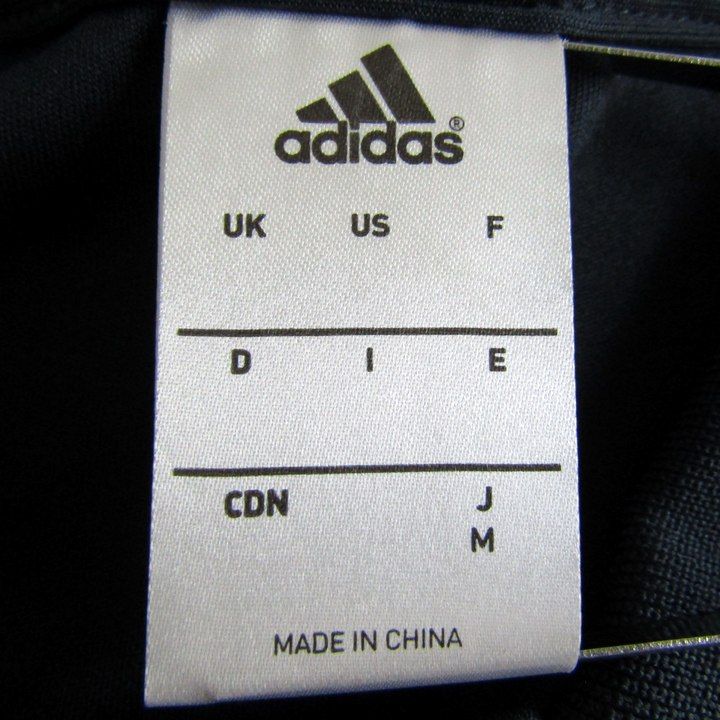 adidas®
UK US F
D I E
CDN J
M
MADE IN CHINA